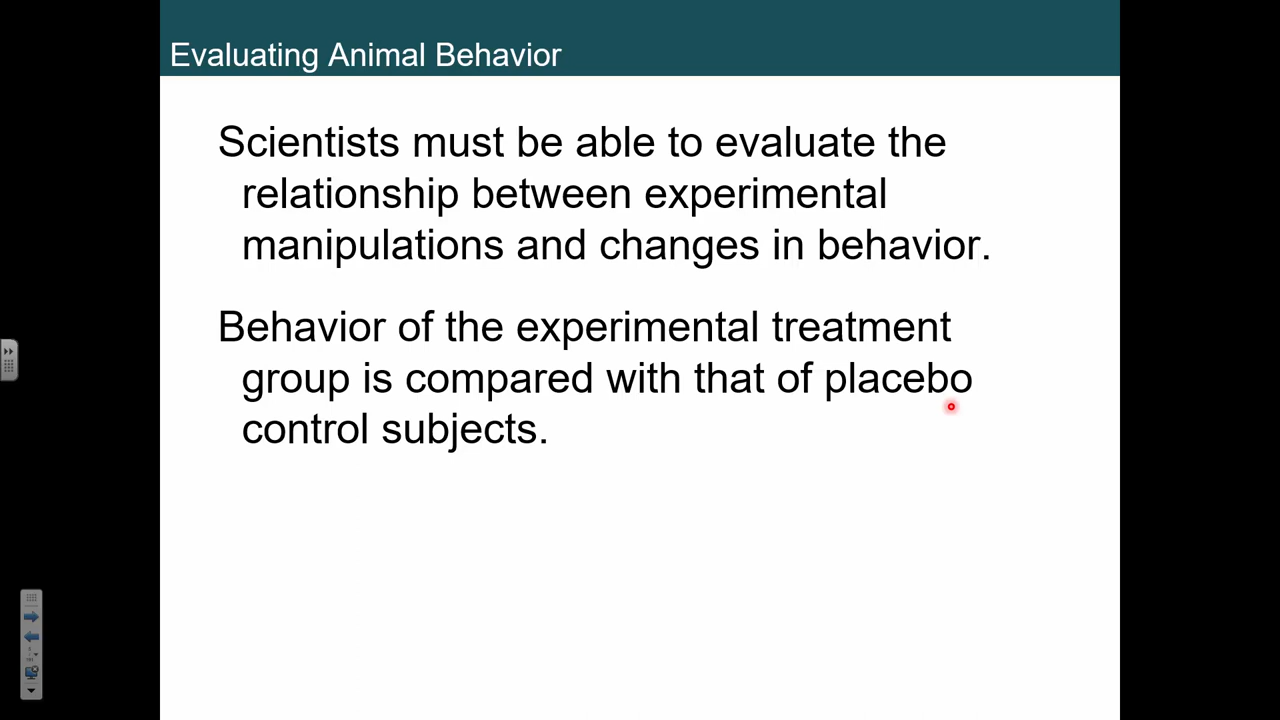 Evaluating Animal Behavior
Scientists must be able to evaluate the
relationship between experimental
manipulations and changes in behavior.
Behavior of the experimental treatment
group is compared with that of placebo
control subjects.